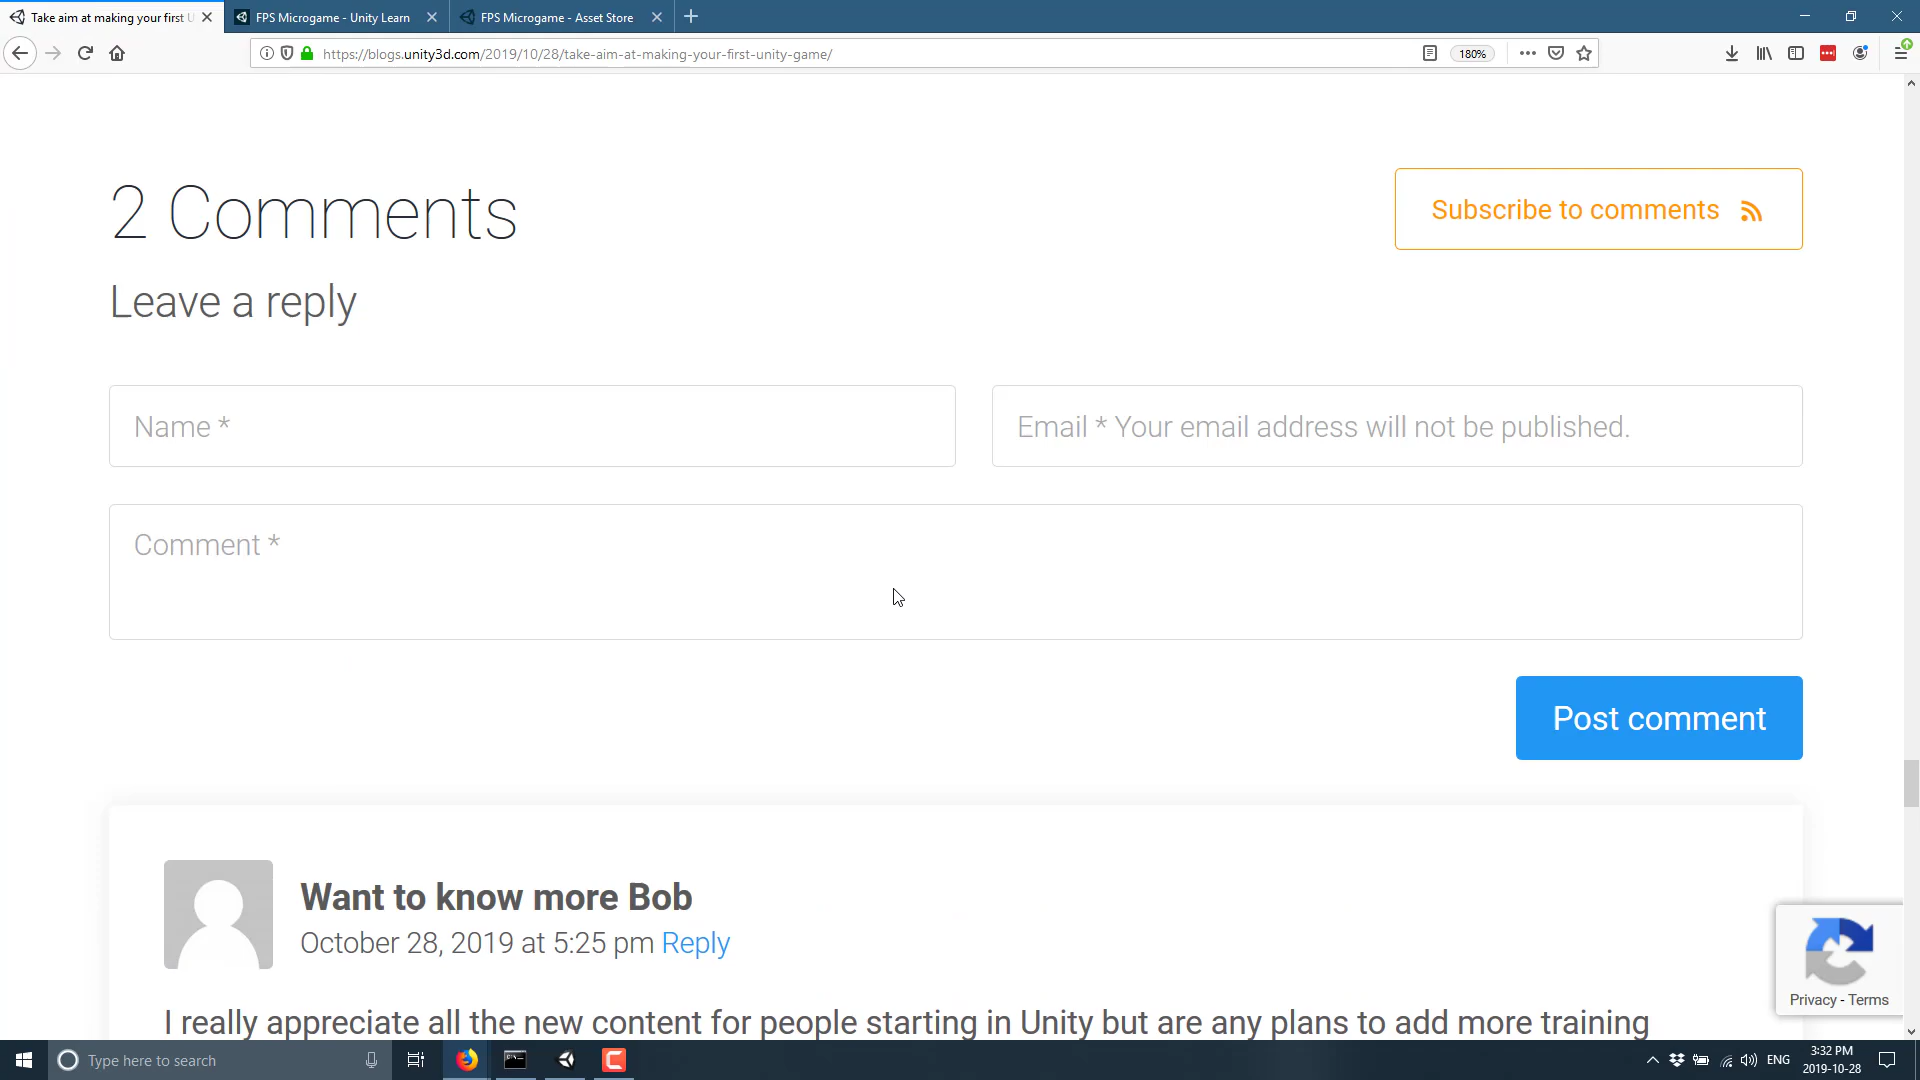 Take aim at making your first U
FPS Microgame - Unity Learn
FPS Microgame - Asset Store
https://blogs.unity3d.com/2019/10/28/take-aim-at-making-your-first-unity-game/
180%
2 Comments
Subscribe to comments
Leave a reply
Name *
Email * Your email address will not be published.
Comment *
Post comment
Want to know more Bob
October 28, 2019 at 5:25 pm Reply
I really appreciate all the new content for people starting in Unity but are any plans to add more training
Privacy - Terms
Type here to search
ENG
3:32 PM
2019-10-28